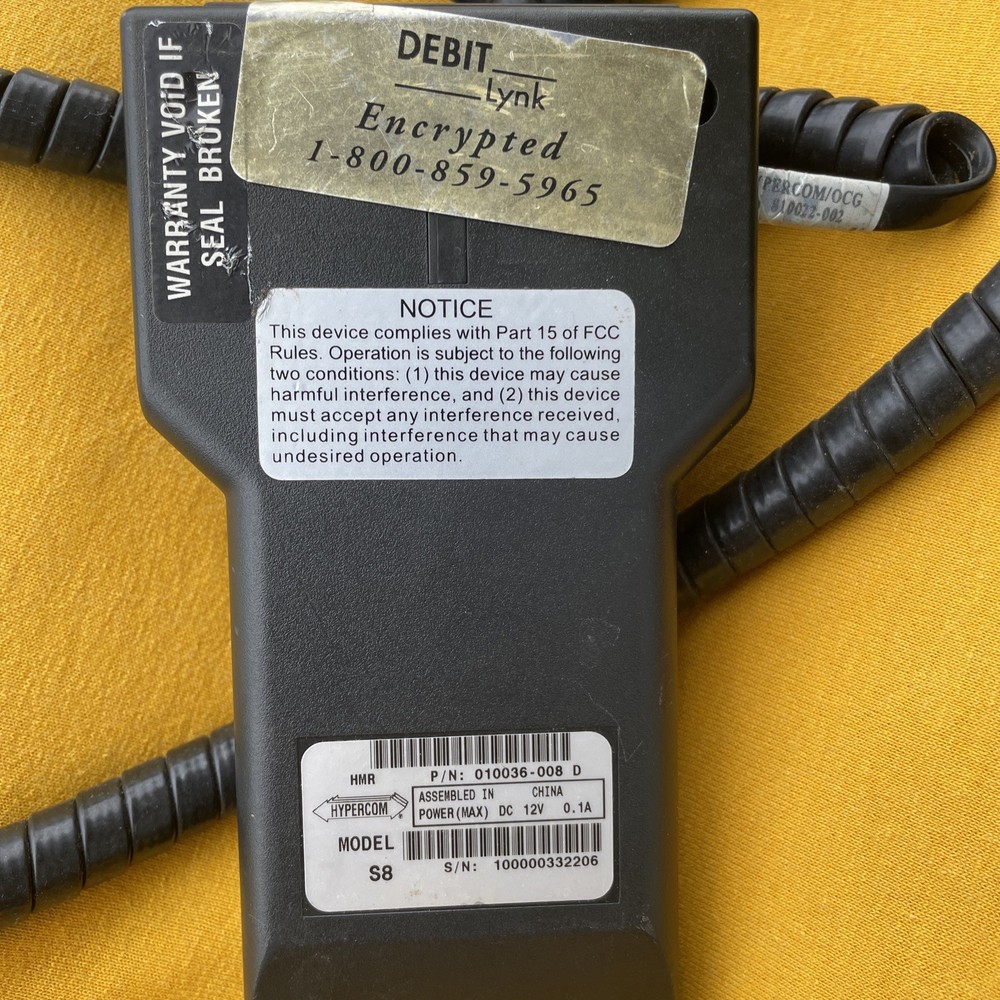 WARRANTY VOID IF
SEAL BROKEN
DEBIT
Lynk
Encrypted
1-800-859-5965
PERCOM/OCG
810022-002
NOTICE
This device complies with Part 15 of FCC
Rules. Operation is subject to the following
two conditions: (1) this device may cause
harmful interference, and (2) this device
must accept any interference received,
including interference that may cause
undesired operation.
HMR P/N: 010036-008 D
HYPERCOM®
ASSEMBLED IN CHINA
POWER(MAX) DC 12V 0.1A
MODEL
S8
S/N: 100000332206